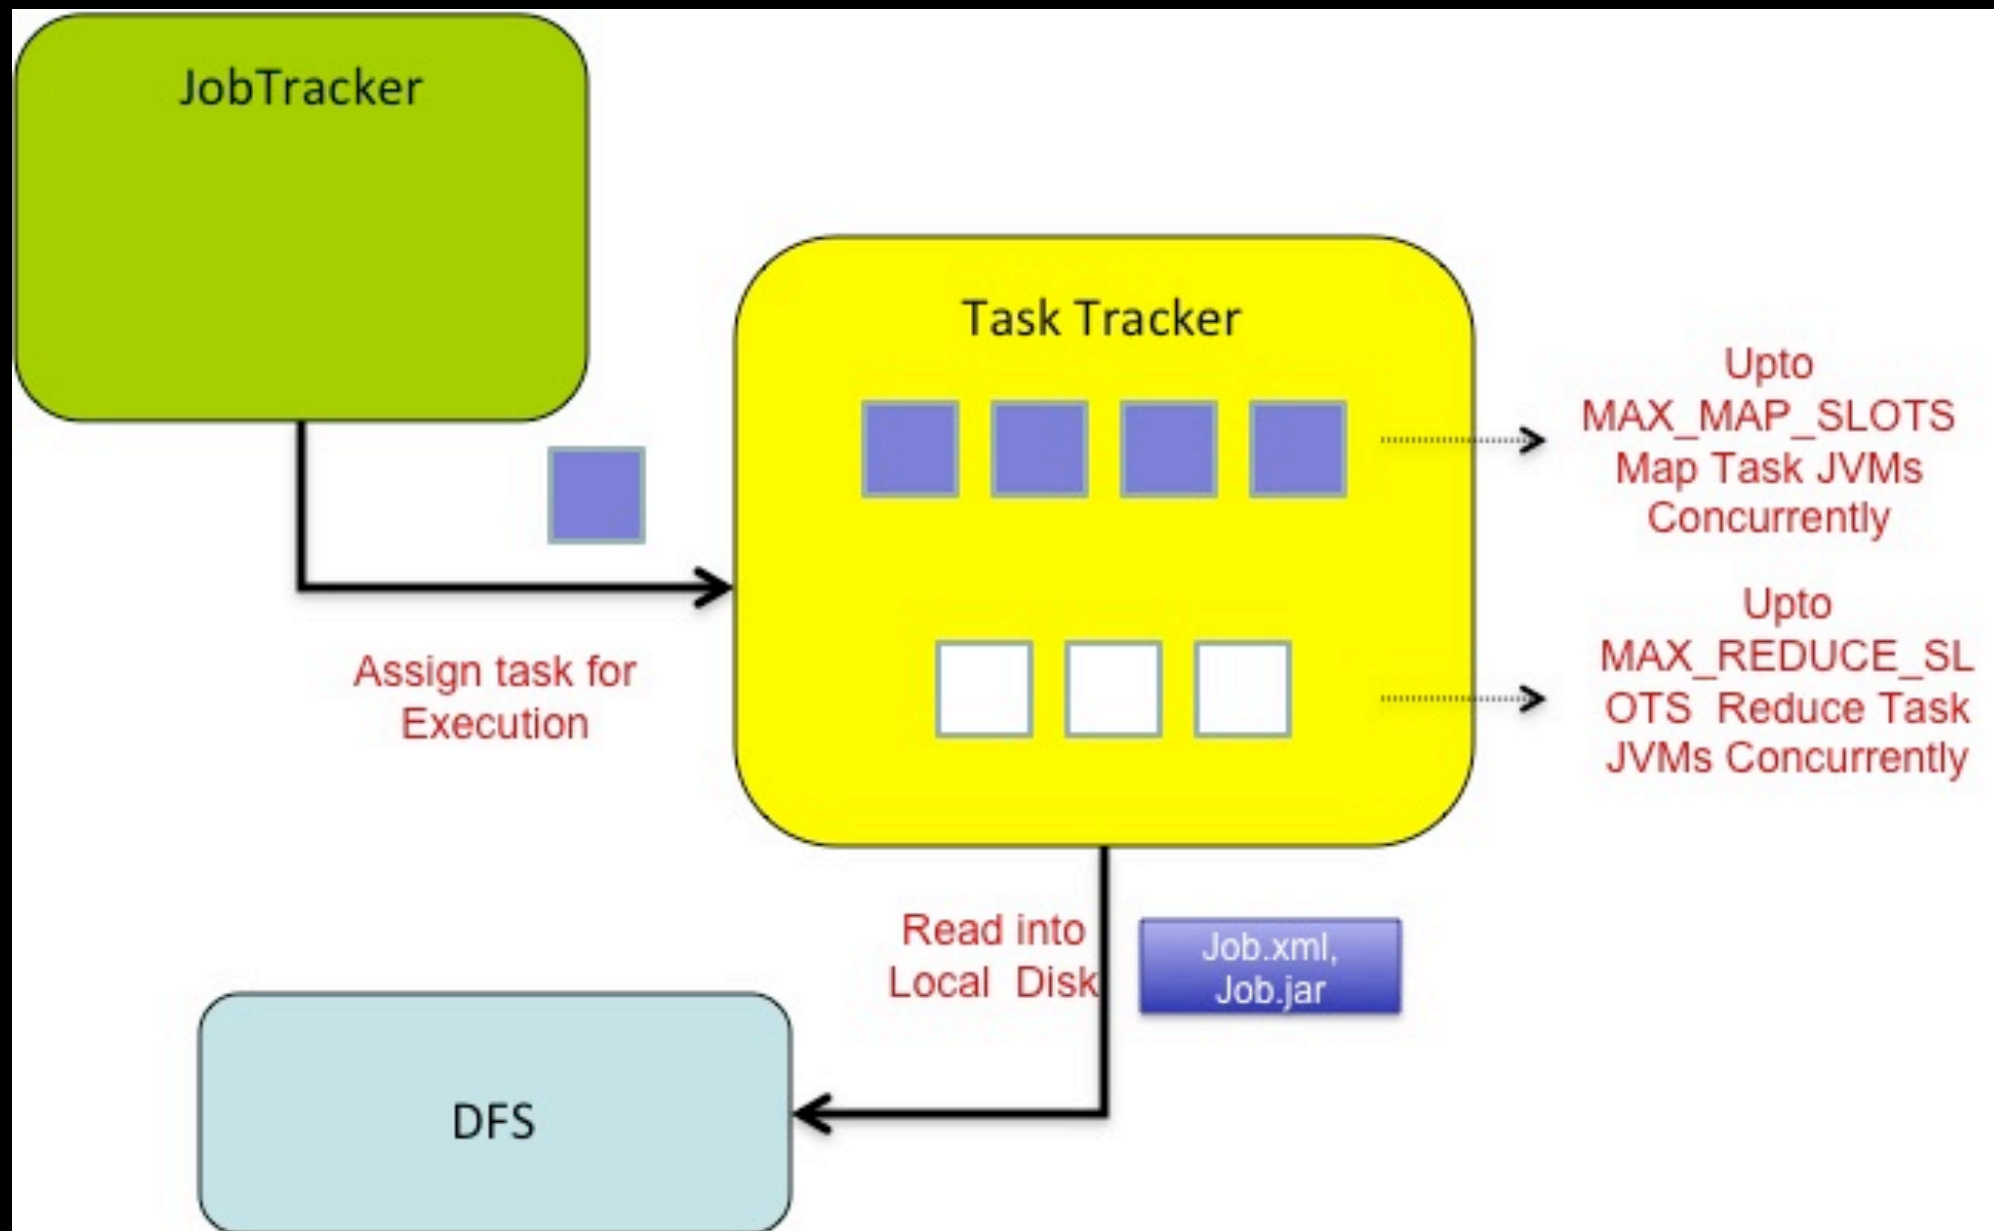 JobTracker
Task Tracker
Upto
MAX_MAP_SLOTS
Map Task JVMs
Concurrently
Upto
MAX_REDUCE_SL
OTS Reduce Task
JVMs Concurrently
Assign task for
Execution
Read into
Local Disk
Job.xml,
Job.jar
DFS